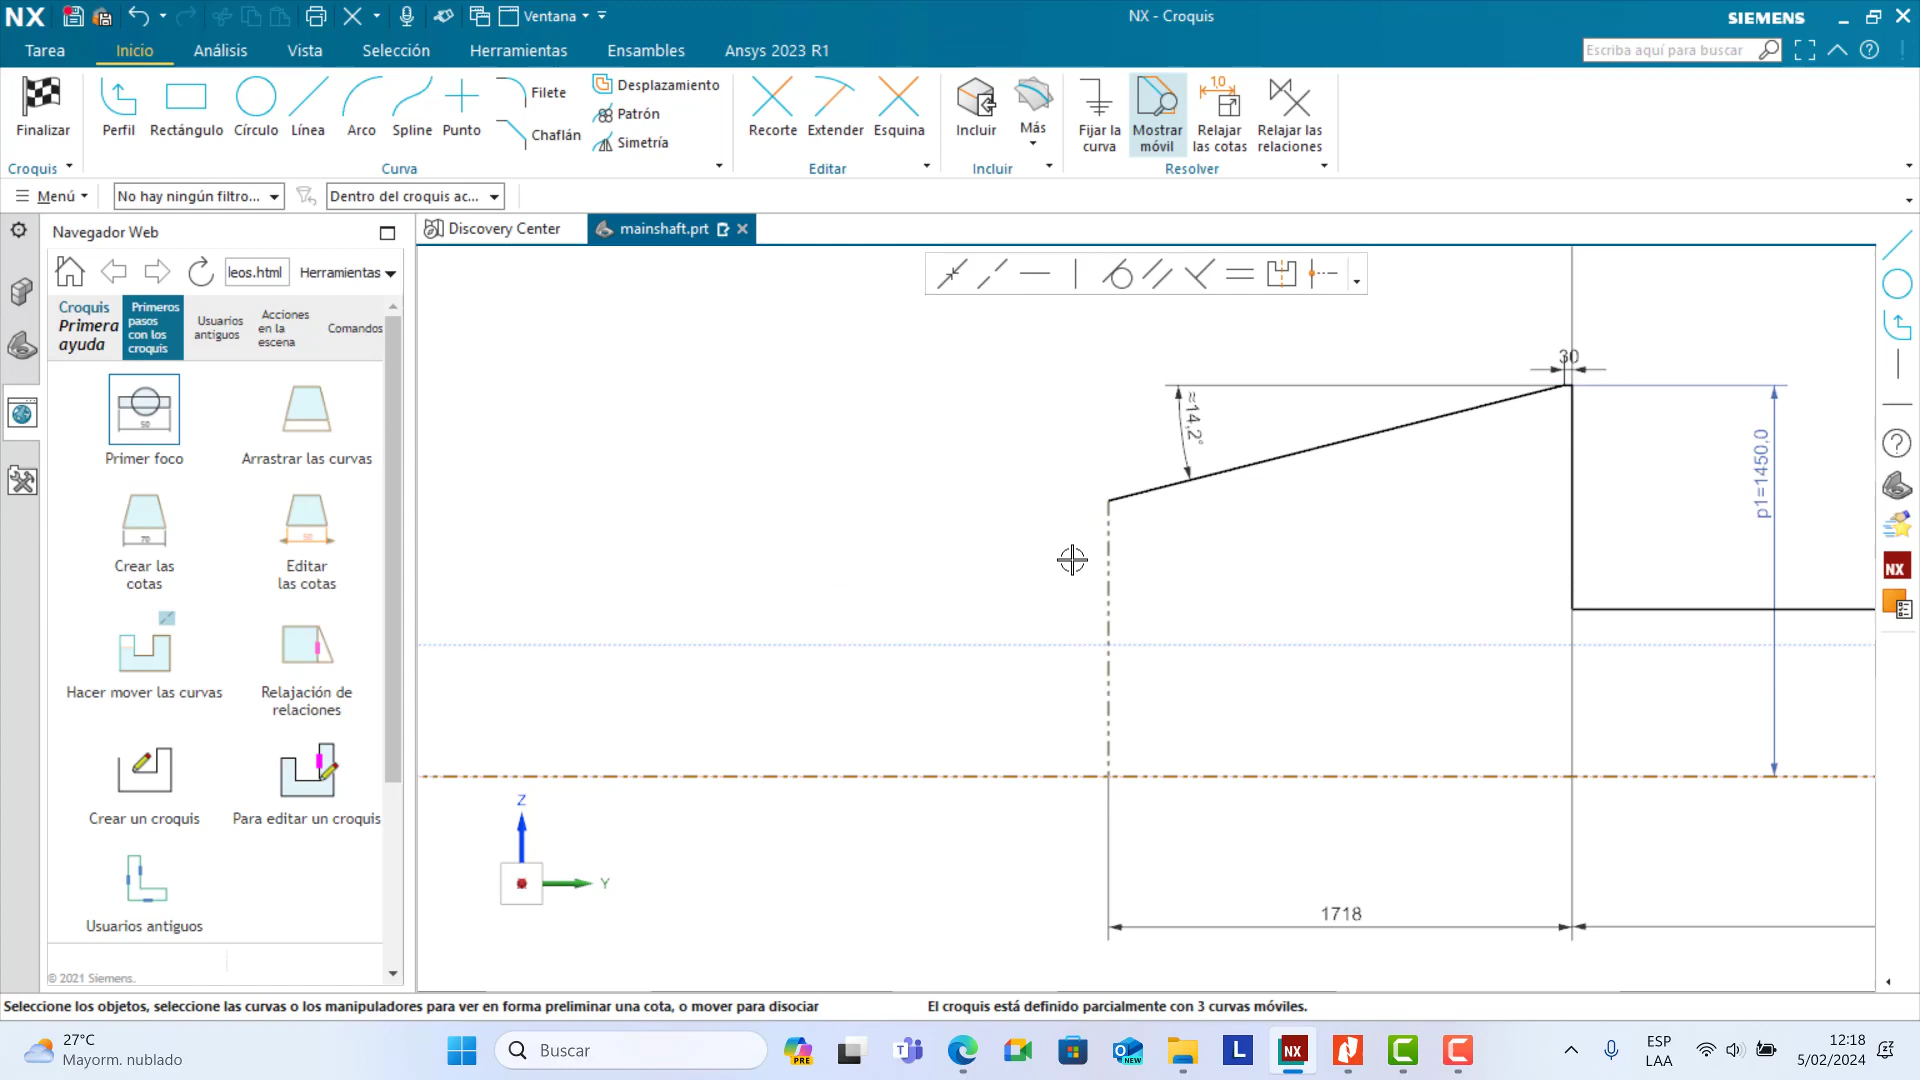 NX
Ventana
NX - Croquis
SIEMENS
Tarea
Inicio
Análisis
Vista
Selección
Herramientas
Ensambles
Ansys 2023 R1
Escriba aquí para buscar
Finalizar
Perfil
Rectángulo
Círculo
Línea
Arco
Spline
Punto
Filete
Chaflán
Desplazamiento
Patrón
Simetría
Recorte
Extender
Esquina
Incluir
Más
Fijar la
curva
Mostrar
móvil
10
Relajar
las cotas
Relajar las
relaciones
Croquis
Curva
Editar
Incluir
Resolver
Menú
No hay ningún filtro...
Dentro del croquis ac...
Navegador Web
Discovery Center
mainshaft.prt
leos.html
Herramientas
Croquis
Primera
ayuda
Primeros
pasos
con los
croquis
Usuarios
antiguos
Acciones
en la
escena
Comandos
50
Primer foco
Arrastrar las curvas
70
Crear las
cotas
50
Editar
las cotas
Hacer mover las curvas
Relajación de
relaciones
Crear un croquis
Para editar un croquis
Usuarios antiguos
© 2021 Siemens.
30
≈14,2°
p1=1450,0
1718
Z
Y
NX
Seleccione los objetos, seleccione las curvas o los manipuladores para ver en forma preliminar una cota, o mover para disociar
El croquis está definido parcialmente con 3 curvas móviles.
27°C
Mayorm. nublado
Buscar
PRE
NEW
L
NX
ESP
LAA
12:18
5/02/2024